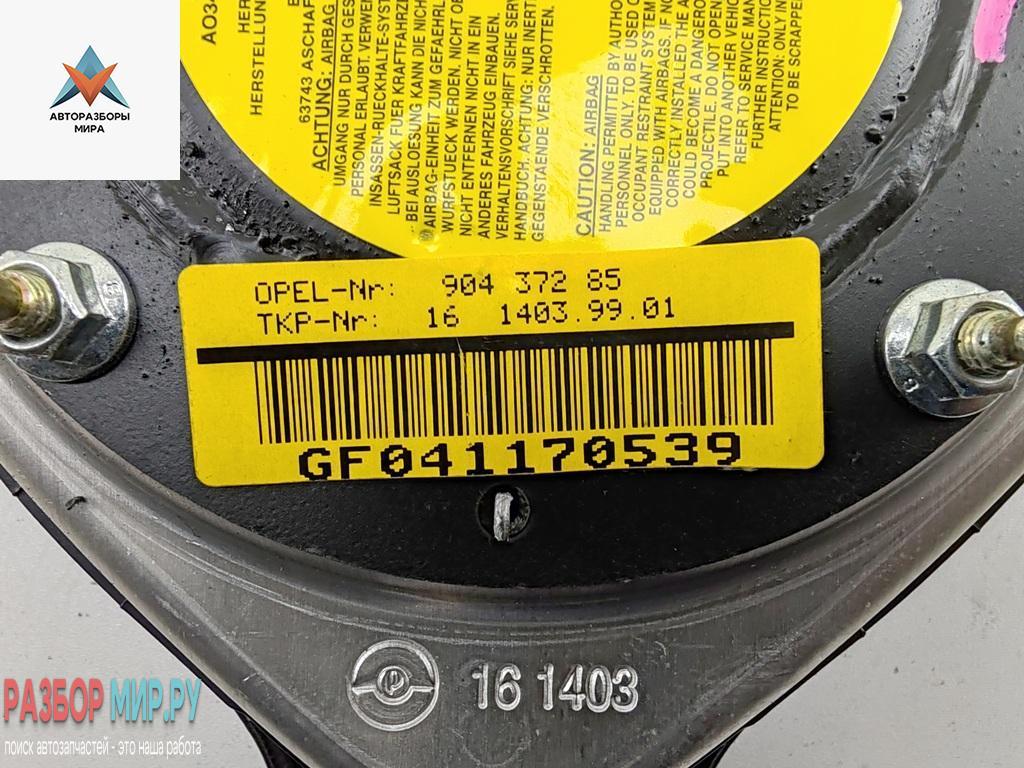 АВТОРАЗБОРЫ
МИРА
HERSTELLUNG
63743 ASCHAF
ACHTUNG: AIRBAG
UMGANG NUR DURCH GES
PERSONAL ERLAUBT. VERWEN
INSASSEN-RUECKHALTE-SYST
LUFTSACK FUER KRAFTFAHRZ
BEI AUSLOESUNG KANN DIE NICH
AIRBAG-EINHEIT ZUM GEFAEHRL
WURFSTUECK WERDEN. NICHT OE
NICHT ENTFERNEN NICHT IN EIN
ANDERES FAHRZEUG EINBAUEN.
VERHALTENSVORSCHRIFT SIEHE SERV
HANDBUCH. ACHTUNG: NUR INERT
GEGENSTAENDE VERSCHROTTEN.
CAUTION: AIRBAG
HANDLING PERMITTED BY AUTHO
PERSONNEL ONLY. TO BE USED O
OCCUPANT RESTRAINT SYSTEM
EQUIPPED WITH AIRBAGS. IF NO
CORRECTLY INSTALLED THE A
COULD BECOME A DANGERO
PROJECTILE. DO NOT OPEN
PUT INTO ANOTHER VEHIC
REFER TO SERVICE MAN
FURTHER INSTRUCTIO
ATTENTION: ONLY
TO BE SCRAPPE
OPEL-Nr: 904 372 85
TKP-Nr: 16 1403.99.01
GF041170539
16 1403
РАЗБОР МИР.РУ
поиск автозапчастей - это наша работа